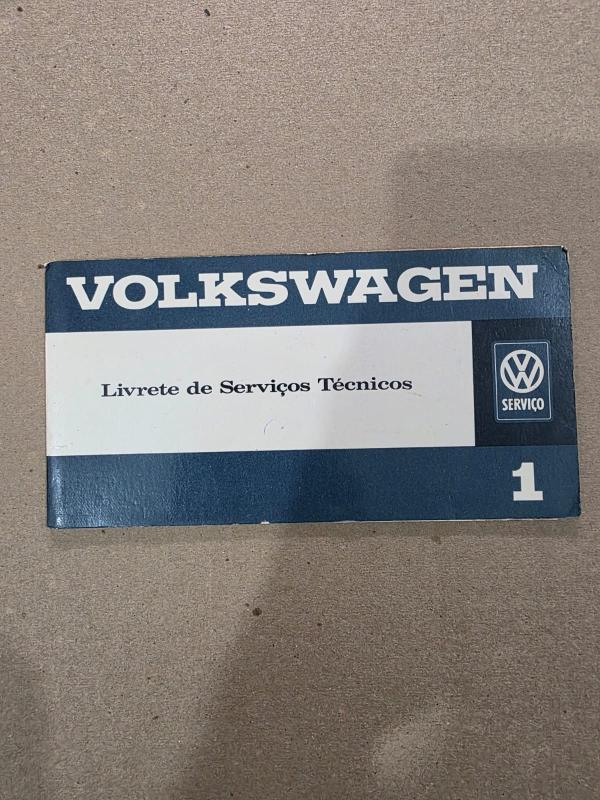 VOLKSWAGEN
Livrete de Serviços Técnicos
SERVIÇO
1